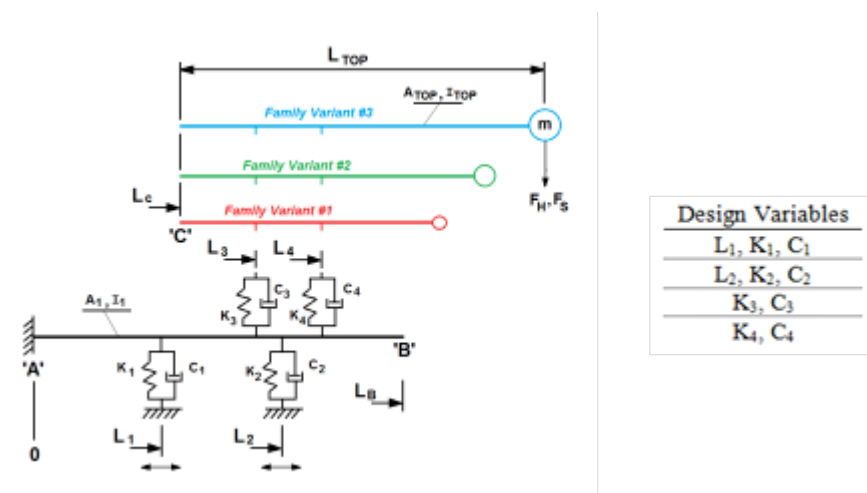 L TOP
A TOP, I TOP
Family Variant #3
m
Family Variant #2
Lc
FH, FS
Family Variant #1
'C'
L3 L4
C3 C4
A1, I1
K3 K4
'A' 'B'
K1 C1 K2 C2
LB
L1 L2
0
Design Variables
L1, K1, C1
L2, K2, C2
K3, C3
K4, C4